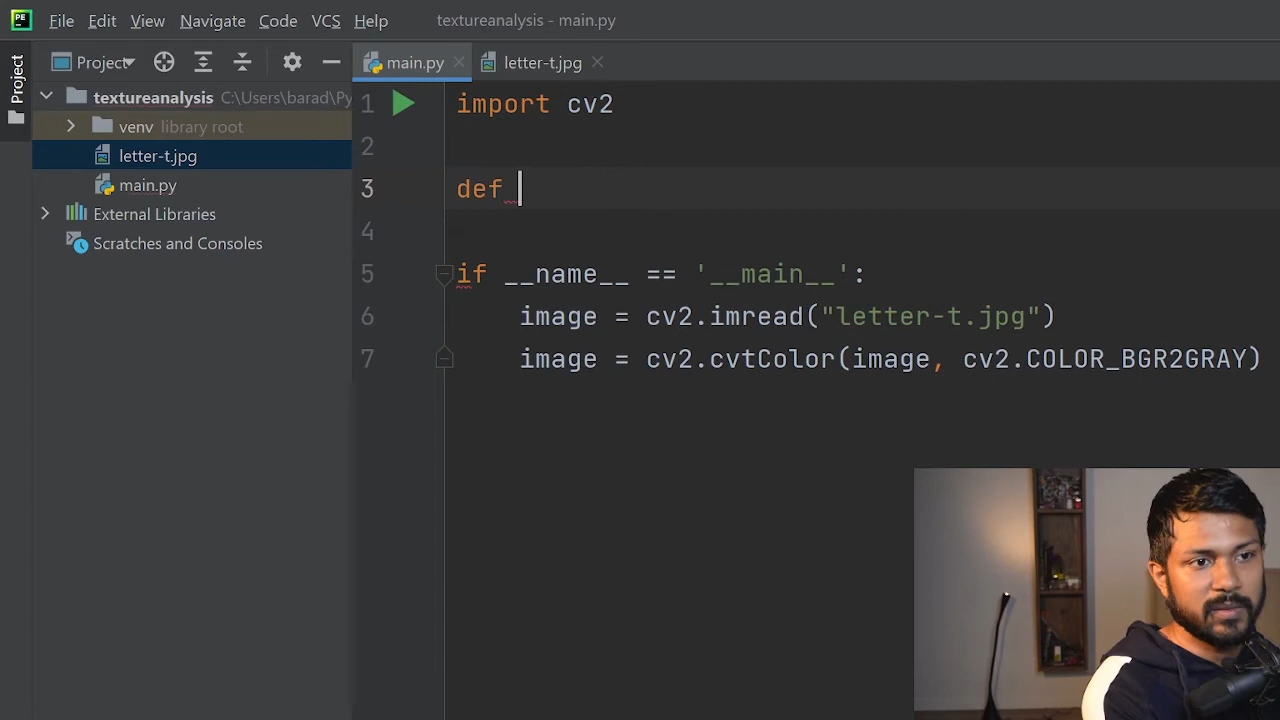 PE File Edit View Navigate Code VCS Help textureanalysis - main.py
Project main.py letter-t.jpg
Project
textureanalysis C:\Users\barad\Py
venv library root
letter-t.jpg
main.py
External Libraries
Scratches and Consoles
1 import cv2
2
3 def
4
5 if __name__ == '__main__':
6 image = cv2.imread("letter-t.jpg")
7 image = cv2.cvtColor(image, cv2.COLOR_BGR2GRAY)